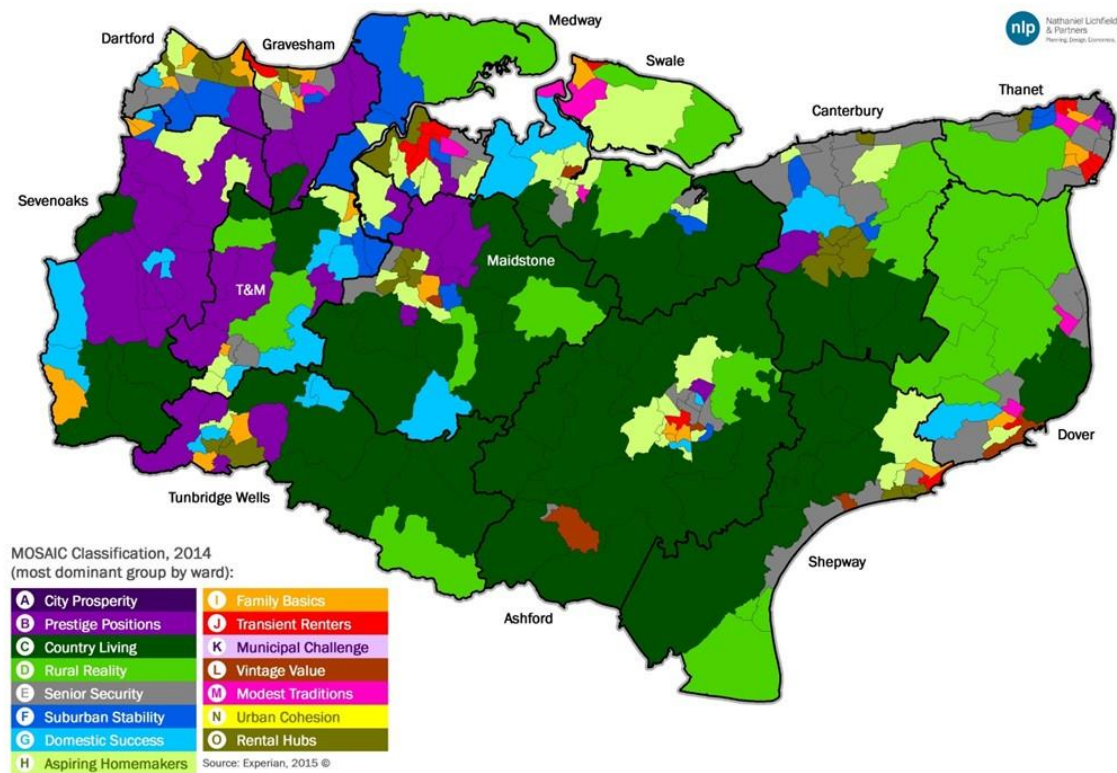 Medway
nlp
Nathaniel Lichfield
& Partners
Planning. Design. Economics.
Dartford
Gravesham
Swale
Thanet
Canterbury
Sevenoaks
T&M
Maidstone
Dover
Tunbridge Wells
Shepway
Ashford
MOSAIC Classification, 2014
(most dominant group by ward):
A City Prosperity
B Prestige Positions
C Country Living
D Rural Reality
E Senior Security
F Suburban Stability
G Domestic Success
H Aspiring Homemakers
I Family Basics
J Transient Renters
K Municipal Challenge
L Vintage Value
M Modest Traditions
N Urban Cohesion
O Rental Hubs
Source: Experian, 2015 ©